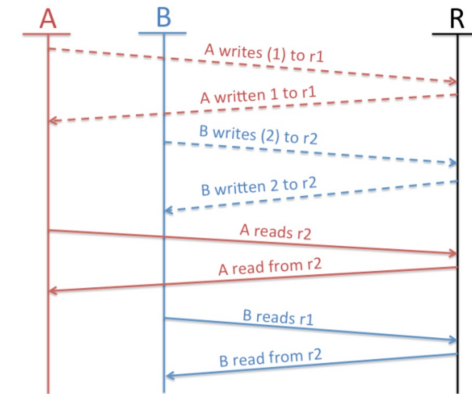 A B R
A writes (1) to r1
A written 1 to r1
B writes (2) to r2
B written 2 to r2
A reads r2
A read from r2
B reads r1
B read from r2